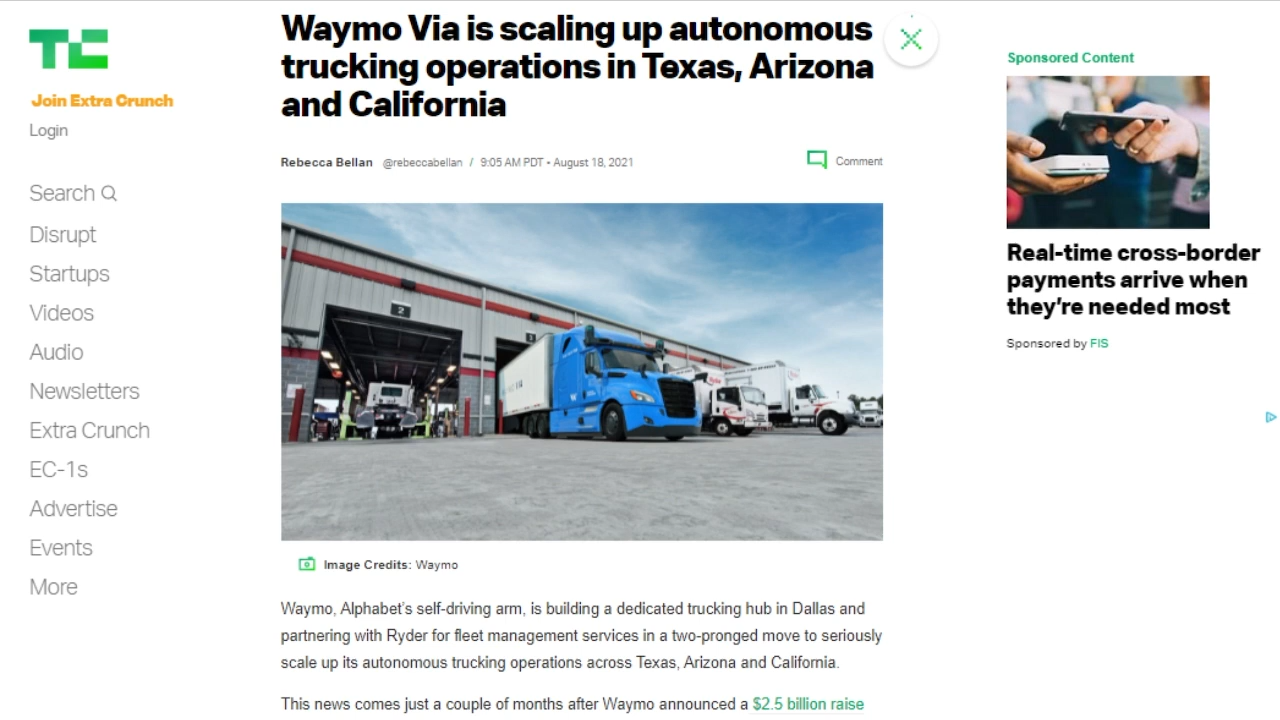 TC
Join Extra Crunch
Login
Search
Disrupt
Startups
Videos
Audio
Newsletters
Extra Crunch
EC-1s
Advertise
Events
More
Waymo Via is scaling up autonomous
trucking operations in Texas, Arizona
and California
Rebecca Bellan @rebeccabellan / 9:05 AM PDT • August 18, 2021
Comment
2
Image Credits: Waymo
Waymo, Alphabet's self-driving arm, is building a dedicated trucking hub in Dallas and
partnering with Ryder for fleet management services in a two-pronged move to seriously
scale up its autonomous trucking operations across Texas, Arizona and California.
This news comes just a couple of months after Waymo announced a $2.5 billion raise
Sponsored Content
Real-time cross-border
payments arrive when
they're needed most
Sponsored by FIS